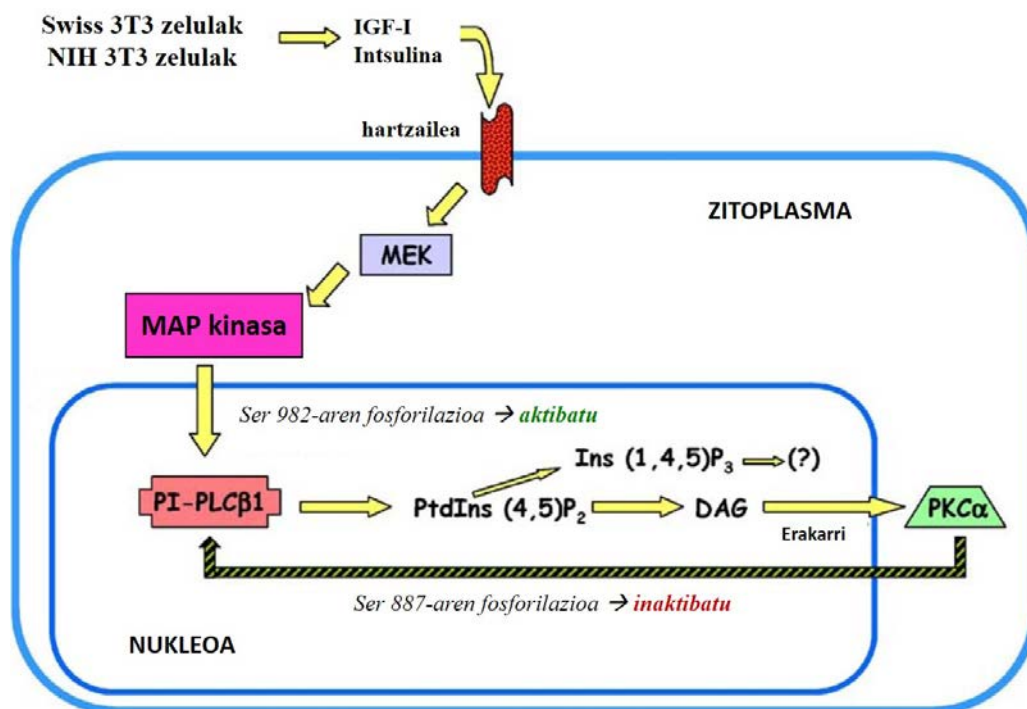 Swiss 3T3 zelulak
NIH 3T3 zelulak
IGF-I
Intsulina
hartzailea
ZITOPLASMA
MEK
MAP kinasa
Ser 982-aren fosforilazioa → aktibatu
Ins (1,4,5)P₃ (?)
PI-PLCβ1
PtdIns (4,5)P₂
DAG
PKCα
Erakarri
Ser 887-aren fosforilazioa → inaktibatu
NUKLEOA